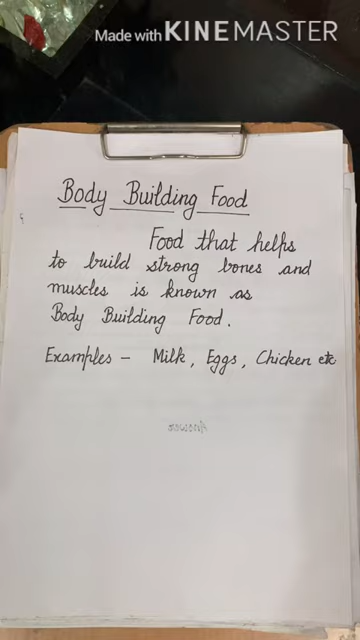 Made with KINEMASTER
Body Building Food
Food that helps
to build strong bones and
muscles is known as
Body Building Food.
Examples - Milk, Eggs, Chicken etc